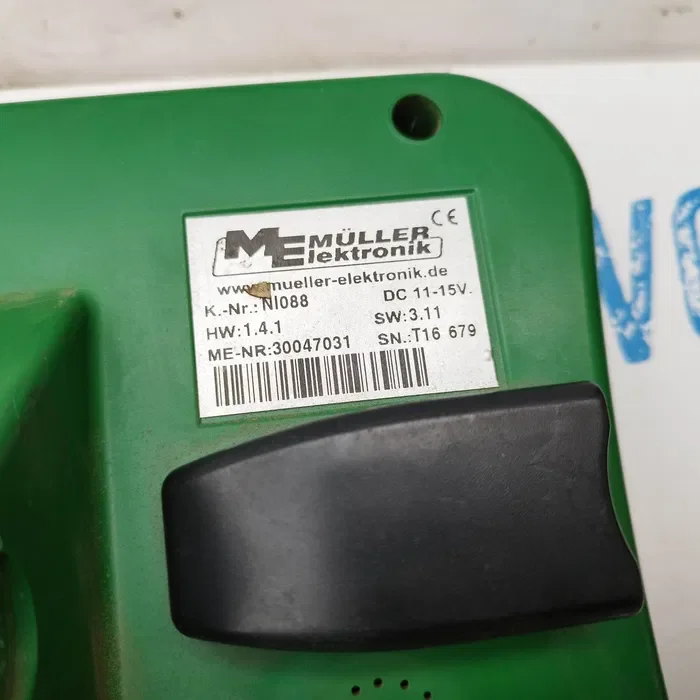 ME MÜLLER
Elektronik
CE
www.mueller-elektronik.de
K.-Nr.: NI088 DC 11-15V.
HW:1.4.1 SW:3.11
ME-NR:30047031 SN.:T16 679